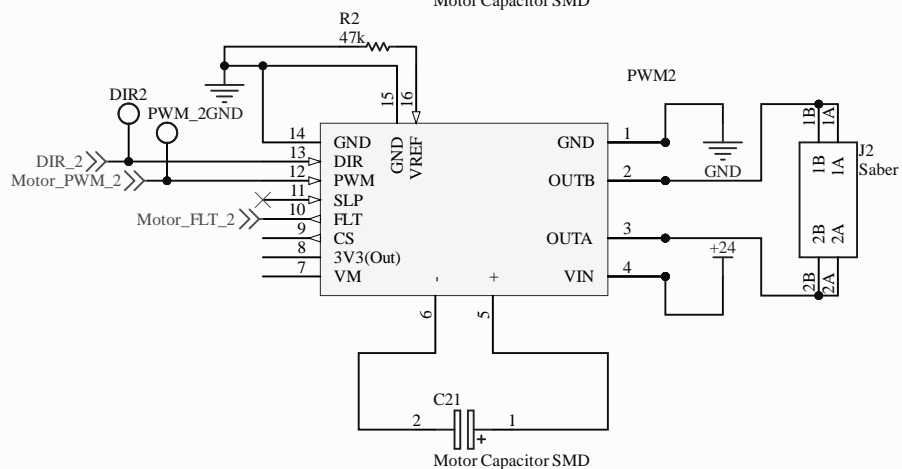 Motor Capacitor SMD
R2
47k
PWM2
DIR2
PWM_2
GND
15
16
GND
VREF
DIR_2
Motor_PWM_2
Motor_FLT_2
14
GND
13
DIR
12
PWM
11
SLP
10
FLT
9
CS
8
3V3(Out)
7
VM
GND
1
OUTB
2
OUTA
3
VIN
4
GND
+24
1B
1A
1B
1A
J2
Saber
2B
2A
2B
2A
-
+
6
5
C21
2
1
+
Motor Capacitor SMD